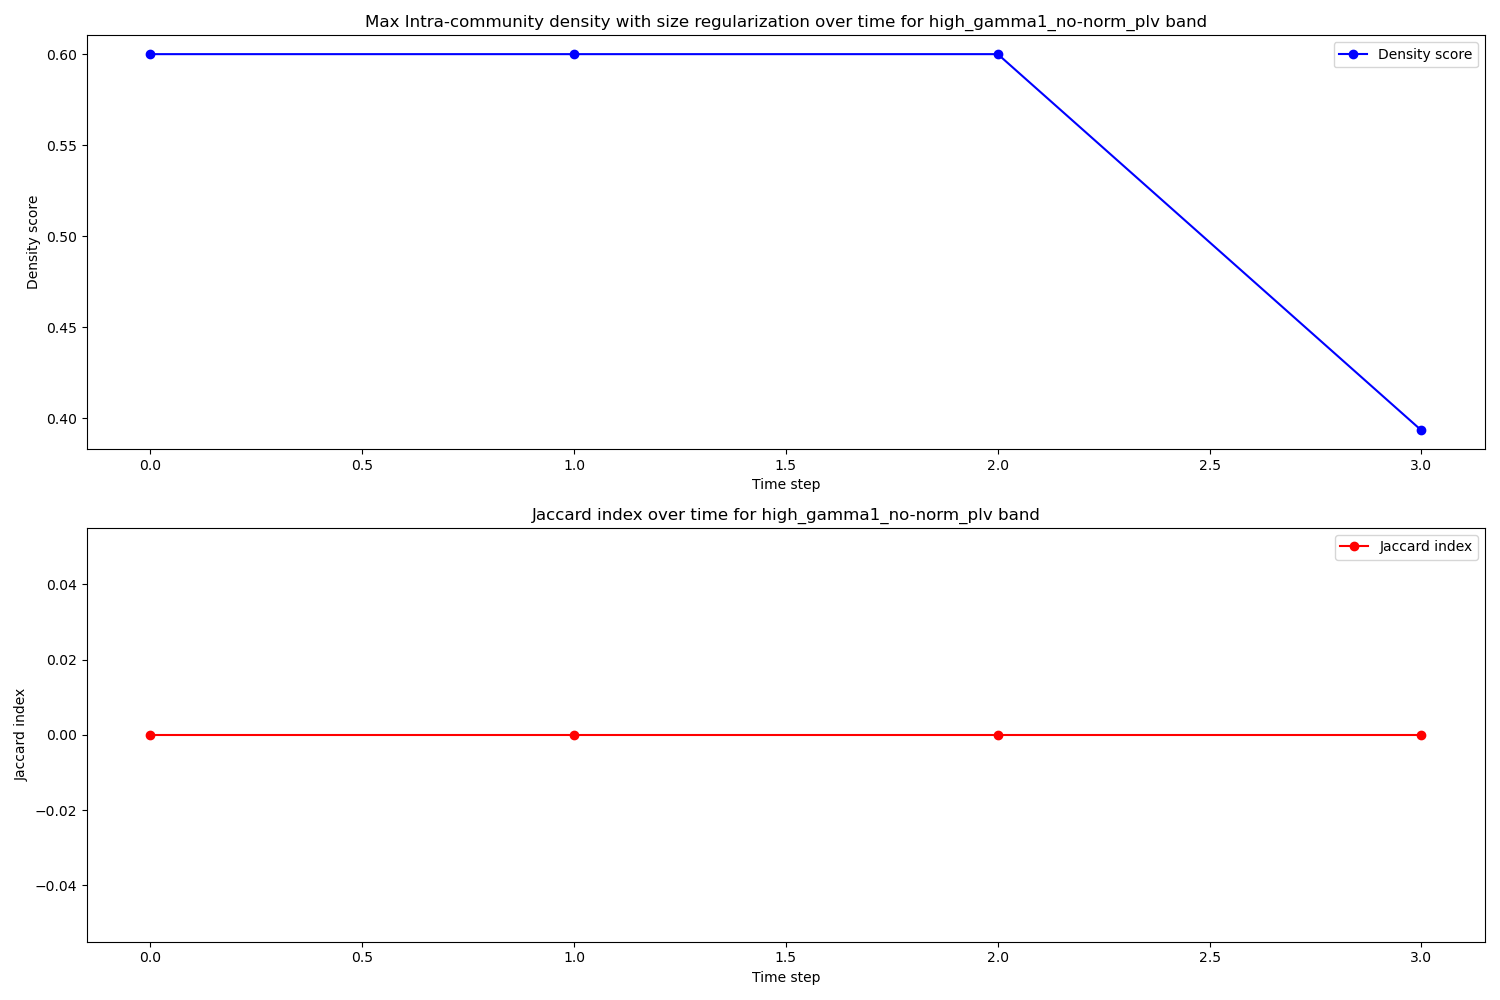 Max Intra-community density with size regularization over time for high_gamma1_no-norm_plv band
Density score
0.60
0.55
0.50
0.45
0.40
Density score
0.0 0.5 1.0 1.5 2.0 2.5 3.0
Time step
Jaccard index over time for high_gamma1_no-norm_plv band
Jaccard index
0.04
0.02
0.00
−0.02
−0.04
Jaccard index
0.0 0.5 1.0 1.5 2.0 2.5 3.0
Time step